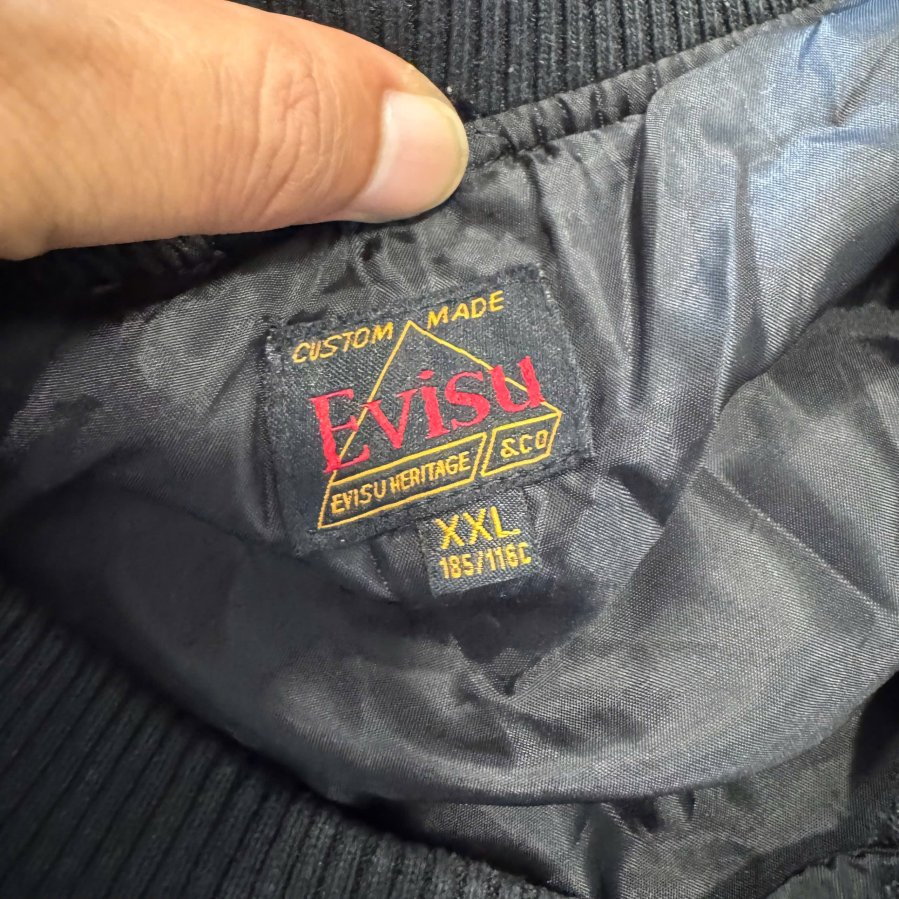 CUSTOM MADE
Evisu
EVISU HERITAGE &CO
XXL
185/116C